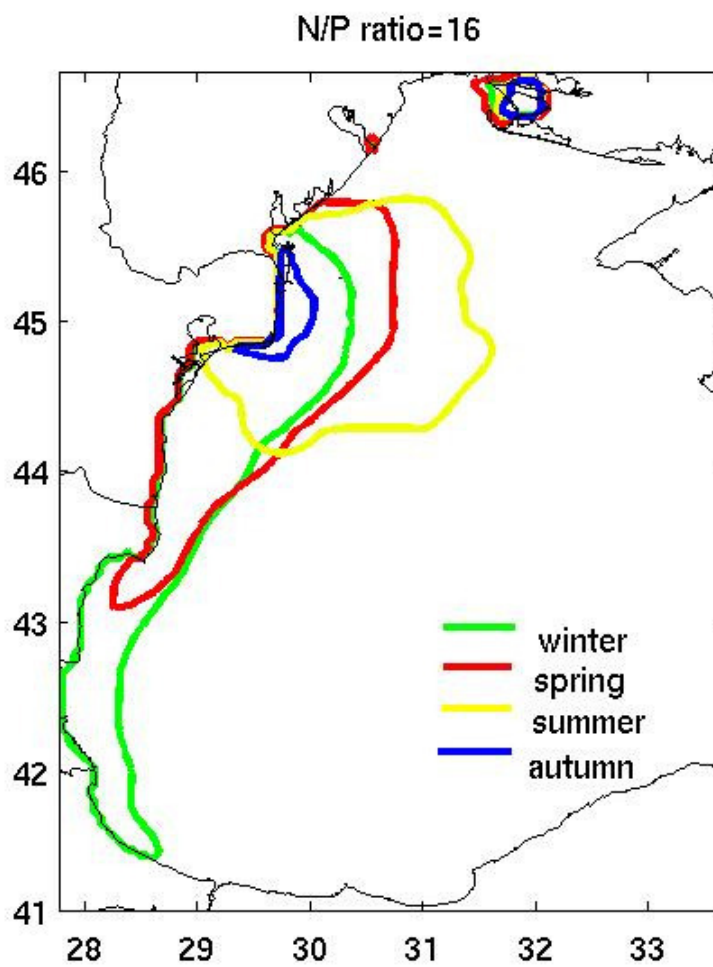 N/P ratio=16
46
45
44
43
42
41
winter
spring
summer
autumn
28 29 30 31 32 33